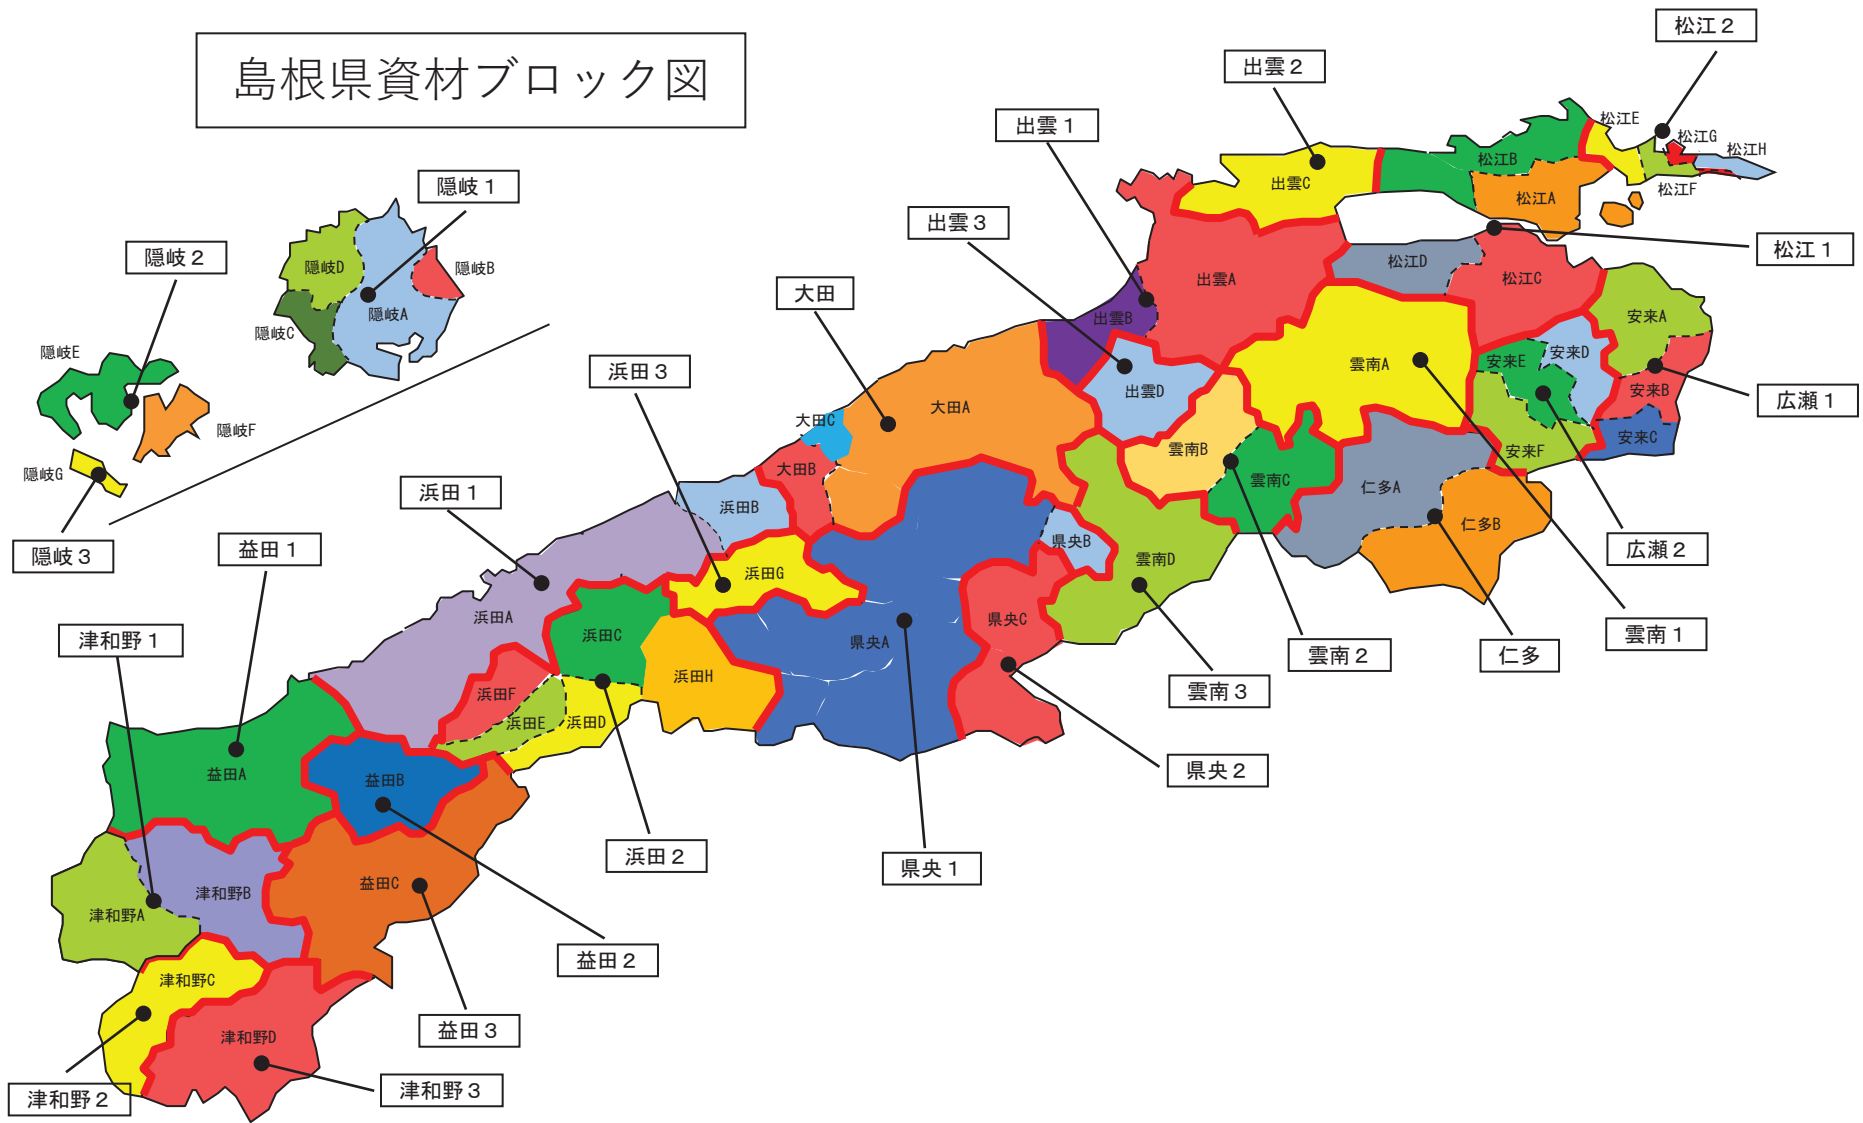 島根県資材ブロック図
松江２
出雲２
出雲１
松江E
松江G
松江H
松江B
松江F
松江A
出雲C
隠岐１
出雲３
隠岐２
隠岐D
隠岐B
隠岐A
隠岐C
松江１
松江D
松江C
出雲A
大田
出雲B
安来A
隠岐E
浜田３
安来E
安来D
雲南A
出雲D
安来B
広瀬１
大田A
大田C
隠岐F
安来C
安来F
雲南B
大田B
雲南C
仁多A
隠岐G
浜田１
浜田B
仁多B
県央B
広瀬２
隠岐３
益田１
雲南D
浜田G
浜田A
浜田C
県央C
県央A
雲南１
津和野１
雲南２
仁多
浜田H
浜田F
浜田E
浜田D
雲南３
益田A
益田B
県央２
浜田２
県央１
益田C
津和野B
津和野A
益田２
津和野C
益田３
津和野D
津和野２
津和野３